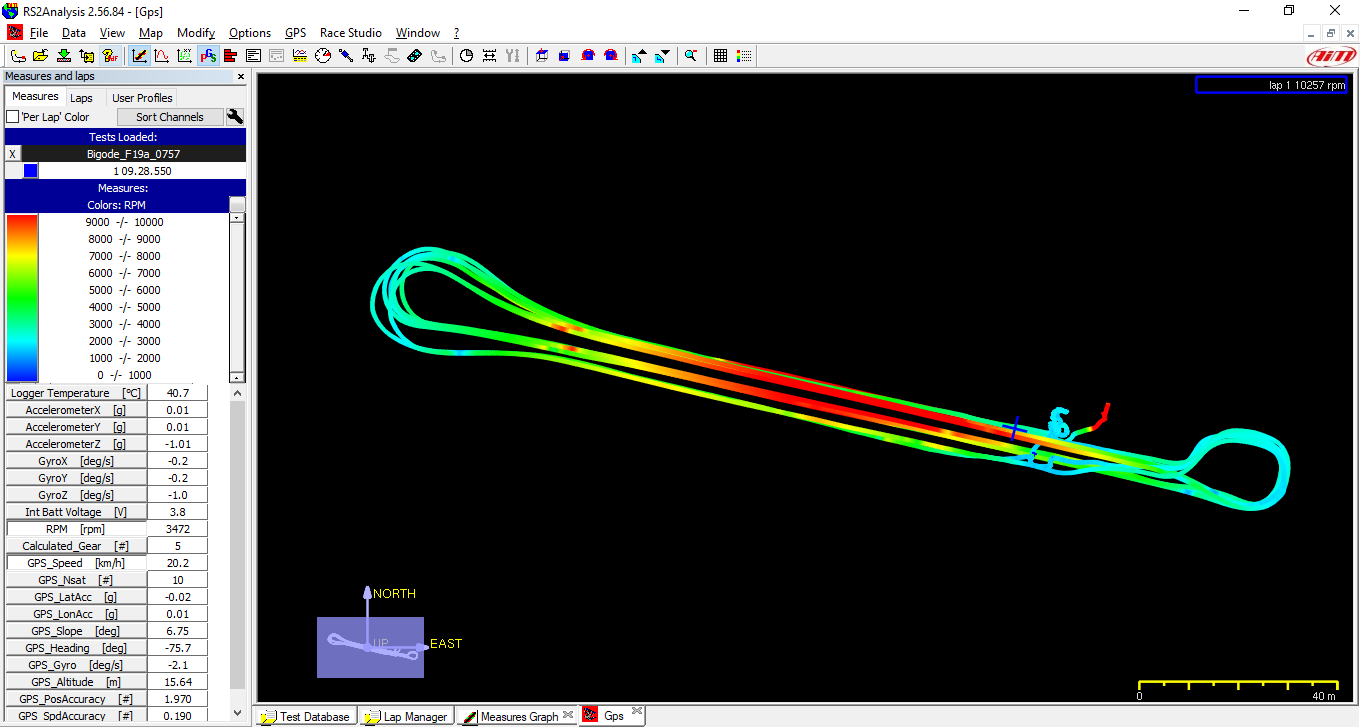 RS2Analysis 2.56.84 - [Gps]
File Data View Map Modify Options GPS Race Studio Window ?
AiM
Measures and laps
lap 1 10257 rpm
Measures Laps User Profiles
'Per Lap' Color Sort Channels
Tests Loaded:
X Bigode_F19a_0757
1 09.28.550
Measures:
Colors: RPM
9000 -/- 10000
8000 -/- 9000
7000 -/- 8000
6000 -/- 7000
5000 -/- 6000
4000 -/- 5000
3000 -/- 4000
2000 -/- 3000
1000 -/- 2000
0 -/- 1000
Logger Temperature [°C] 40.7
AccelerometerX [g] 0.01
AccelerometerY [g] 0.01
AccelerometerZ [g] -1.01
GyroX [deg/s] -0.2
GyroY [deg/s] -0.2
GyroZ [deg/s] -1.0
Int Batt Voltage [V] 3.8
RPM [rpm] 3472
Calculated_Gear [#] 5
GPS_Speed [km/h] 20.2
GPS_Nsat [#] 10
GPS_LatAcc [g] -0.02
GPS_LonAcc [g] 0.01
GPS_Slope [deg] 6.75
GPS_Heading [deg] -75.7
GPS_Gyro [deg/s] -2.1
GPS_Altitude [m] 15.64
GPS_PosAccuracy [#] 1.970
GPS_SpdAccuracy [#] 0.190
NORTH
UP
EAST
0 40 m
Test Database Lap Manager Measures Graph Gps